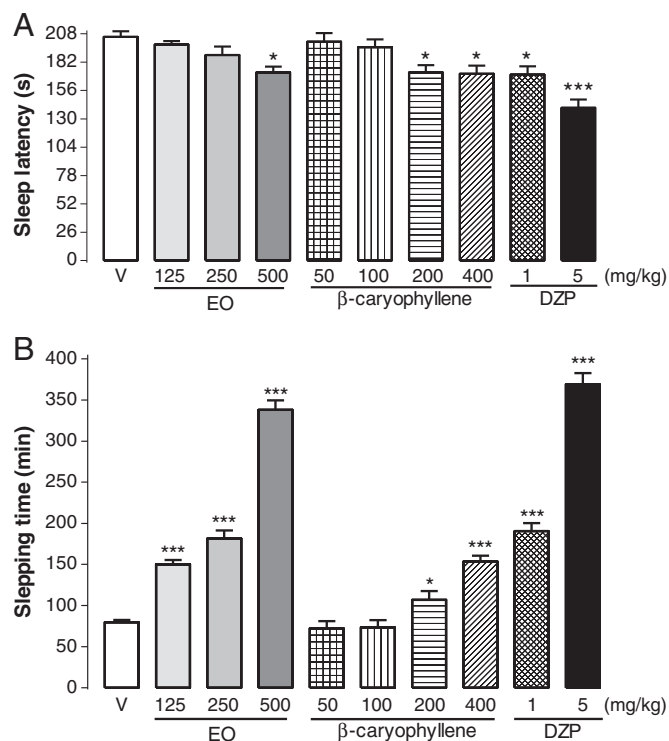 A
Sleep latency (s)
208
182
156
130
104
78
52
26
0
* * * * ***
V 125 250 500 50 100 200 400 1 5 (mg/kg)
EO β-caryophyllene DZP
B
Slepping time (min)
400
350
300
250
200
150
100
50
0
*** *** *** * *** *** ***
V 125 250 500 50 100 200 400 1 5 (mg/kg)
EO β-caryophyllene DZP